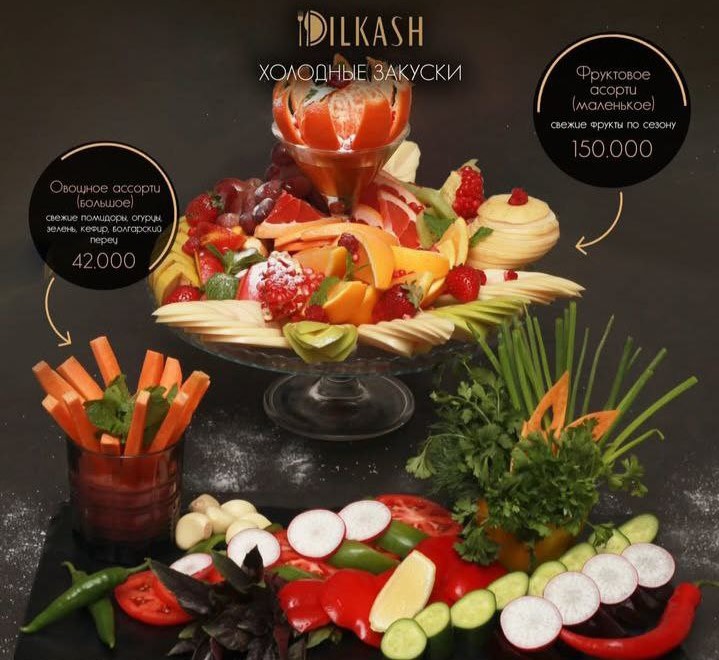 DILKASH
ХОЛОДНЫЕ ЗАКУСКИ
Фруктовое
асорти
(маленькое)
свежие фрукты по сезону
150.000
Овощное ассорти
(большое)
свежие помидоры, огурцы,
зелень, кефир, болгарский
перец
42.000